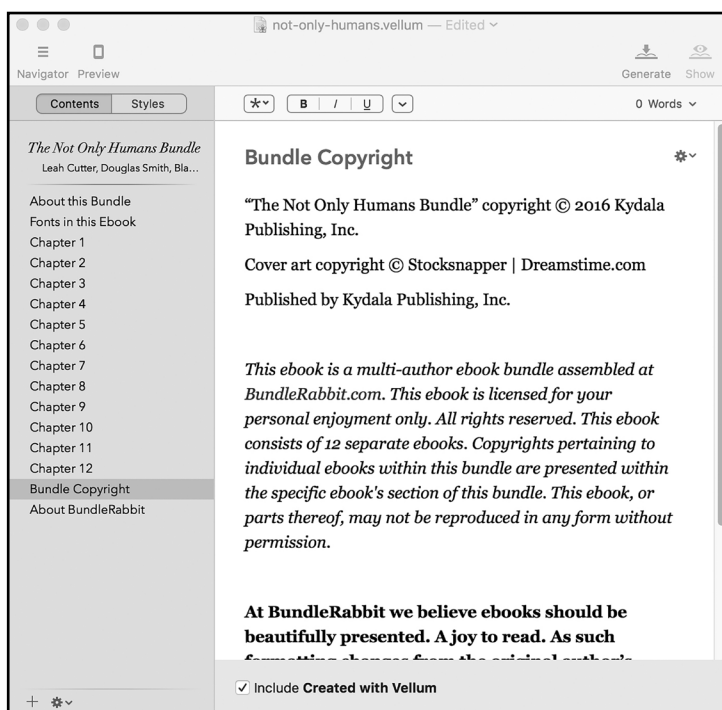 not-only-humans.vellum — Edited
Navigator Preview
Generate Show
Contents Styles
B I U
0 Words
The Not Only Humans Bundle
Leah Cutter, Douglas Smith, Bla...
About this Bundle
Fonts in this Ebook
Chapter 1
Chapter 2
Chapter 3
Chapter 4
Chapter 5
Chapter 6
Chapter 7
Chapter 8
Chapter 9
Chapter 10
Chapter 11
Chapter 12
Bundle Copyright
About BundleRabbit
Bundle Copyright
“The Not Only Humans Bundle” copyright © 2016 Kydala
Publishing, Inc.
Cover art copyright © Stocksnapper | Dreamstime.com
Published by Kydala Publishing, Inc.
This ebook is a multi-author ebook bundle assembled at
BundleRabbit.com. This ebook is licensed for your
personal enjoyment only. All rights reserved. This ebook
consists of 12 separate ebooks. Copyrights pertaining to
individual ebooks within this bundle are presented within
the specific ebook's section of this bundle. This ebook, or
parts thereof, may not be reproduced in any form without
permission.
At BundleRabbit we believe ebooks should be
beautifully presented. A joy to read. As such
formatting changes from the original author’s
Include Created with Vellum